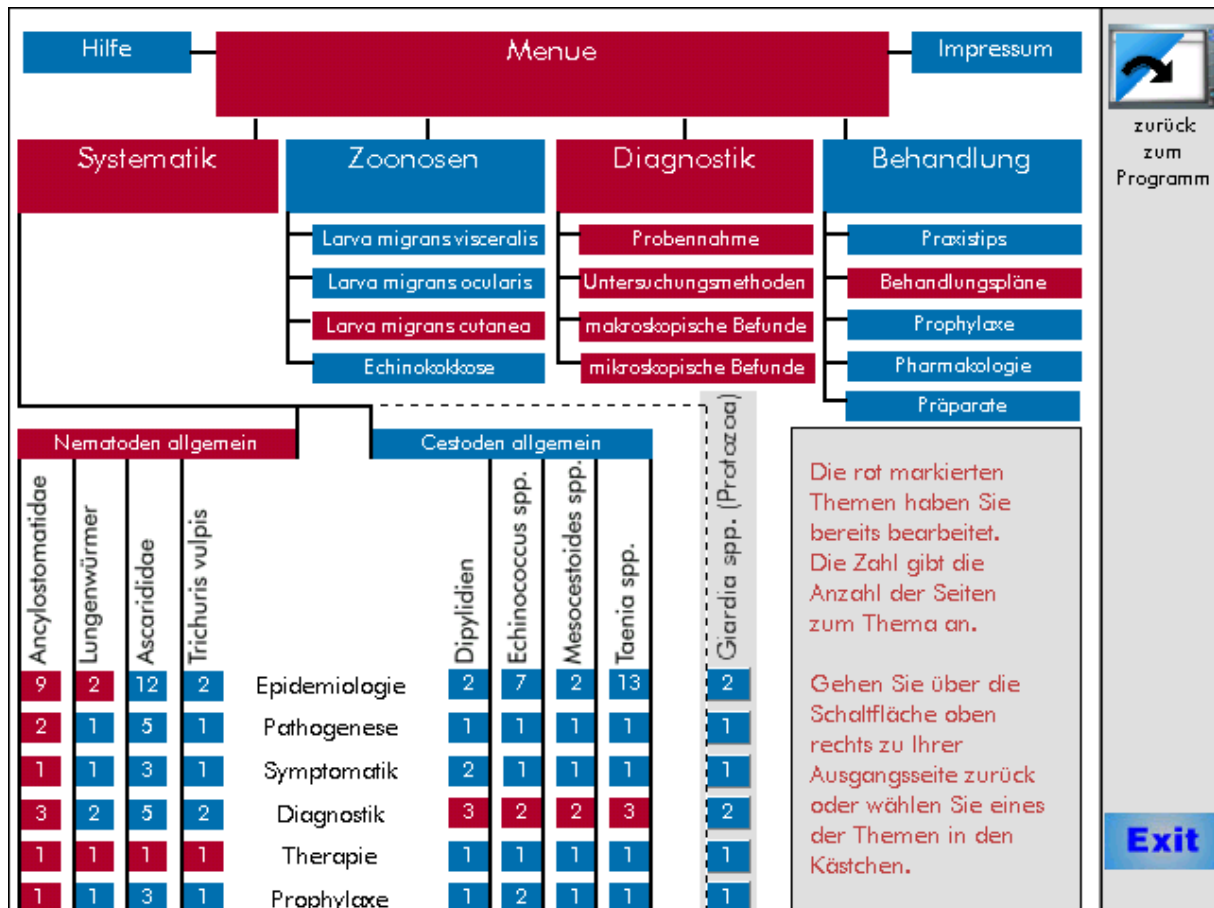 Hilfe
Menue
Impressum
zurück
zum
Programm
Systematik
Zoonosen
Diagnostik
Behandlung
Larva migrans visceralis
Larva migrans ocularis
Larva migrans cutanea
Echinokokkose
Probennahme
Untersuchungsmethoden
makroskopische Befunde
mikroskopische Befunde
Praxistips
Behandlungspläne
Prophylaxe
Pharmakologie
Präparate
Nematoden allgemein
Cestoden allgemein
Ancylostomatidae
Lungenwürmer
Ascarididae
Trichuris vulpis
Dipylidien
Echinococcus spp.
Mesocestoides spp.
Taenia spp.
Giardia spp. (Protozoa)
9 2 12 2 Epidemiologie 2 7 2 13 2
2 1 5 1 Pathogenese 1 1 1 1 1
1 1 3 1 Symptomatik 2 1 1 1 1
3 2 5 2 Diagnostik 3 2 2 3 2
1 1 1 1 Therapie 1 1 1 1 1
1 1 3 1 Prophylaxe 1 2 1 1 1
Die rot markierten
Themen haben Sie
bereits bearbeitet.
Die Zahl gibt die
Anzahl der Seiten
zum Thema an.
Gehen Sie über die
Schaltfläche oben
rechts zu Ihrer
Ausgangsseite zurück
oder wählen Sie eines
der Themen in den
Kästchen.
Exit